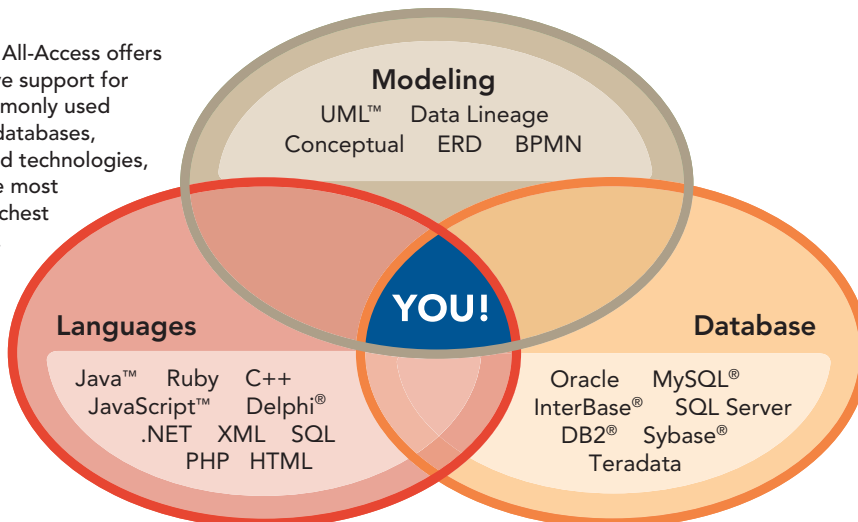 All-Access offers
e support for
monly used
databases,
d technologies,
e most
chest
Modeling
UML™ Data Lineage
Conceptual ERD BPMN
YOU!
Languages
Java™ Ruby C++
JavaScript™ Delphi®
.NET XML SQL
PHP HTML
Database
Oracle MySQL®
InterBase® SQL Server
DB2® Sybase®
Teradata